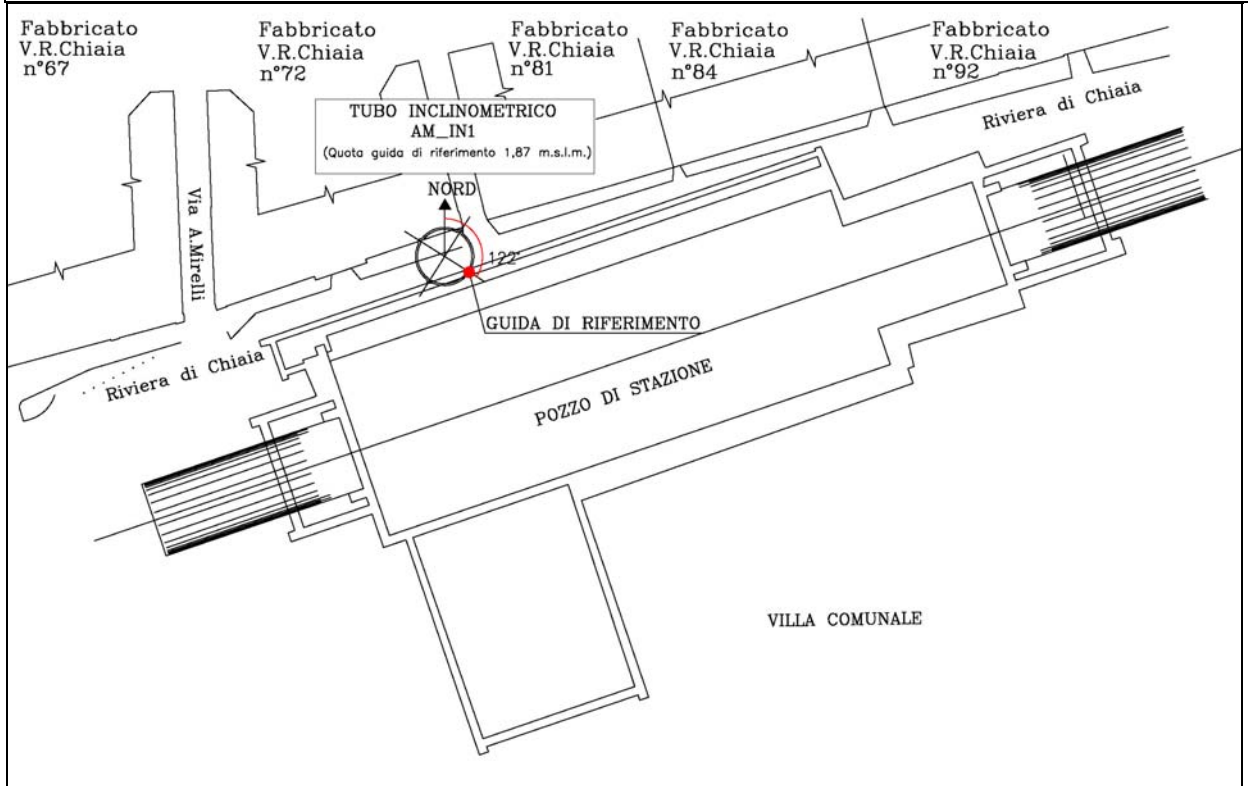 Fabbricato
V.R.Chiaia
n°67
Fabbricato
V.R.Chiaia
n°72
Fabbricato
V.R.Chiaia
n°81
Fabbricato
V.R.Chiaia
n°84
Fabbricato
V.R.Chiaia
n°92
TUBO INCLINOMETRICO
AM_IN1
(Quota guida di riferimento 1,87 m.s.l.m.)
Riviera di Chiaia
NORD
Via A.Mirelli
122°
GUIDA DI RIFERIMENTO
Riviera di Chiaia
POZZO DI STAZIONE
VILLA COMUNALE